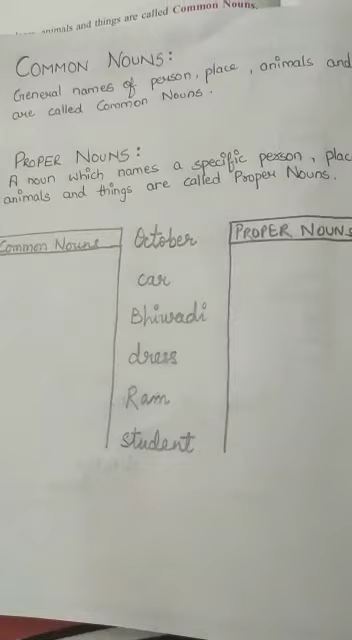 animals and things are called Common Nouns.
COMMON NOUNS:
General names of person, place, animals and
are called Common Nouns.
PROPER NOUNS:
A noun which names a specific person, plac
animals and things are called Proper Nouns.
Common Nouns
October
PROPER NOUNS
car
Bhiwadi
dress
Ram
student